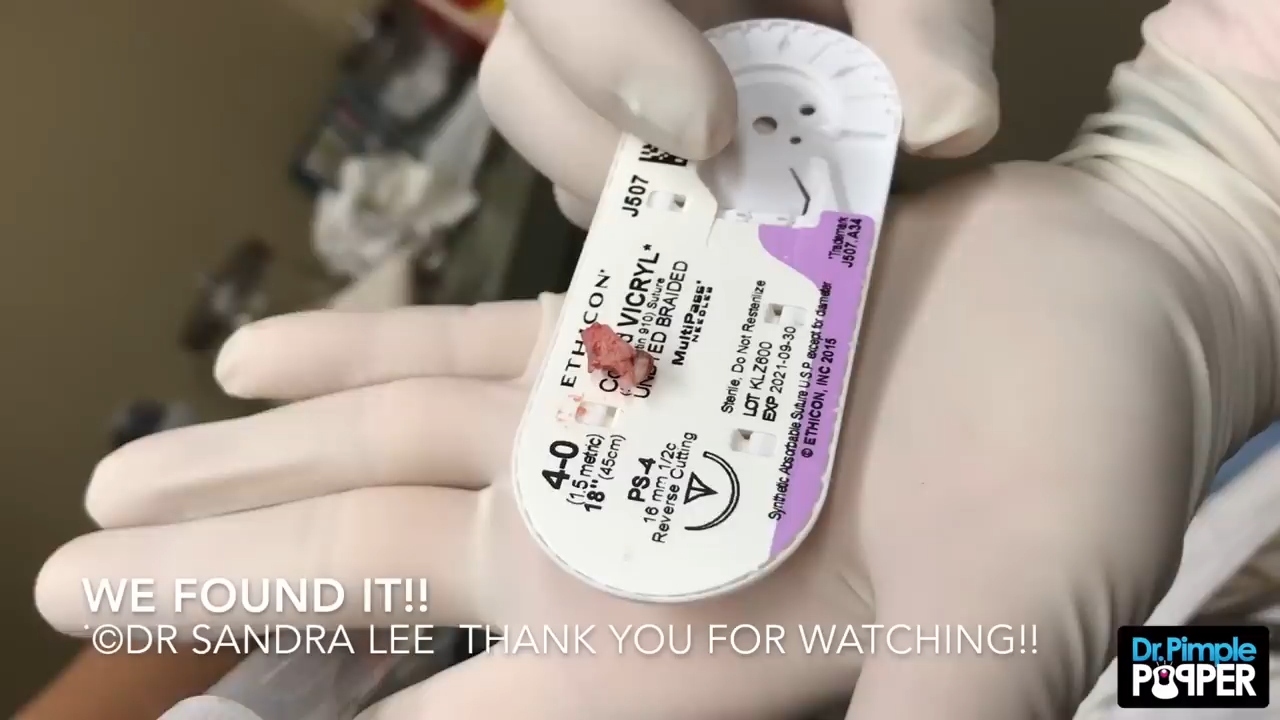 J507
ETHICON*
VICRYL*
910) Suture
BRAIDED
MultiPass*
NEEDLES
4-0
(1.5 metric)
18" (45cm)
PS-4
16 mm 1/2c
Reverse Cutting
Sterile, Do Not Resterilize
LOT KLZ600
EXP 2021-09-30
*Trademark
J507.A34
Synthetic Absorbable Suture U.S.P. except for diameter
© ETHICON, INC 2015
WE FOUND IT!!
©DR SANDRA LEE THANK YOU FOR WATCHING!!
Dr. Pimple
POPPER